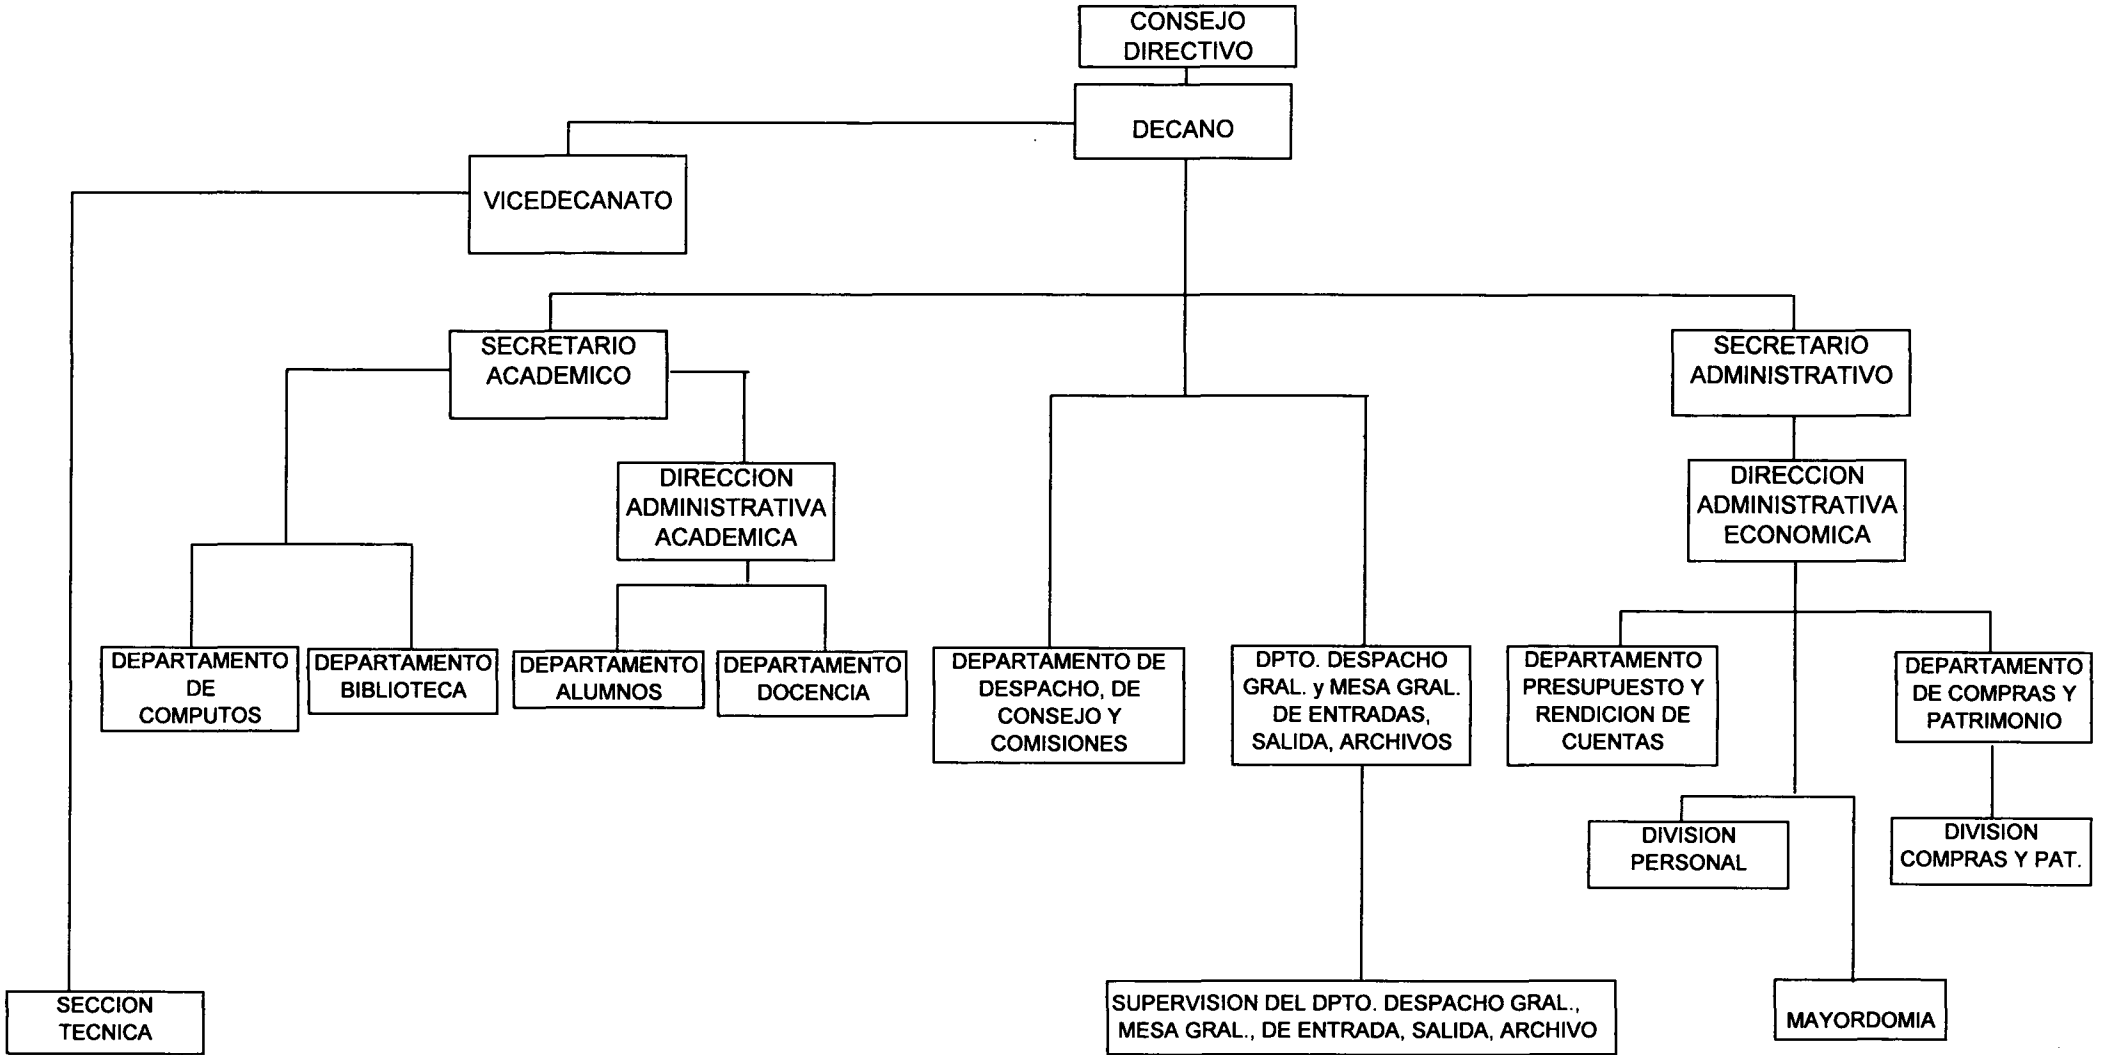 CONSEJO
DIRECTIVO
DECANO
VICEDECANATO
SECRETARIO
ACADEMICO
SECRETARIO
ADMINISTRATIVO
DIRECCION
ADMINISTRATIVA
ACADEMICA
DIRECCION
ADMINISTRATIVA
ECONOMICA
DEPARTAMENTO
DE
COMPUTOS
DEPARTAMENTO
BIBLIOTECA
DEPARTAMENTO
ALUMNOS
DEPARTAMENTO
DOCENCIA
DEPARTAMENTO DE
DESPACHO, DE
CONSEJO Y
COMISIONES
DPTO. DESPACHO
GRAL. y MESA GRAL.
DE ENTRADAS,
SALIDA, ARCHIVOS
DEPARTAMENTO
PRESUPUESTO Y
RENDICION DE
CUENTAS
DEPARTAMENTO
DE COMPRAS Y
PATRIMONIO
DIVISION
PERSONAL
DIVISION
COMPRAS Y PAT.
SECCION
TECNICA
SUPERVISION DEL DPTO. DESPACHO GRAL.,
MESA GRAL., DE ENTRADA, SALIDA, ARCHIVO
MAYORDOMIA